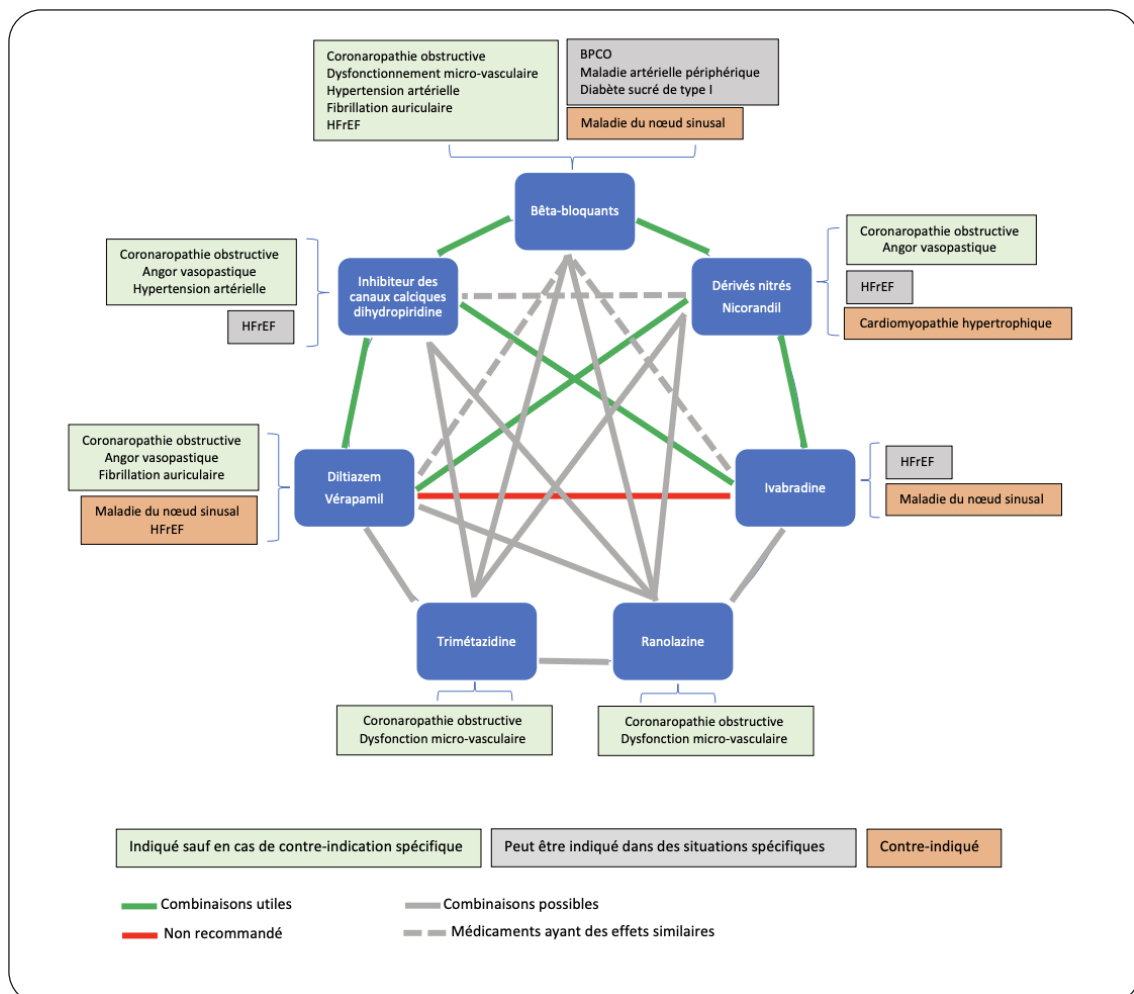 Coronaropathie obstructive
Dysfonctionnement micro-vasculaire
Hypertension artérielle
Fibrillation auriculaire
HFrEF
BPCO
Maladie artérielle périphérique
Diabète sucré de type I
Maladie du nœud sinusal
Bêta-bloquants
Coronaropathie obstructive
Angor vasopastique
Hypertension artérielle
HFrEF
Inhibiteur des
canaux calciques
dihydropiridine
Dérivés nitrés
Nicorandil
Coronaropathie obstructive
Angor vasopastique
HFrEF
Cardiomyopathie hypertrophique
Coronaropathie obstructive
Angor vasopastique
Fibrillation auriculaire
Maladie du nœud sinusal
HFrEF
Diltiazem
Vérapamil
Ivabradine
HFrEF
Maladie du nœud sinusal
Trimétazidine
Ranolazine
Coronaropathie obstructive
Dysfonction micro-vasculaire
Coronaropathie obstructive
Dysfonction micro-vasculaire
Indiqué sauf en cas de contre-indication spécifique
Peut être indiqué dans des situations spécifiques
Contre-indiqué
Combinaisons utiles
Combinaisons possibles
Non recommandé
Médicaments ayant des effets similaires